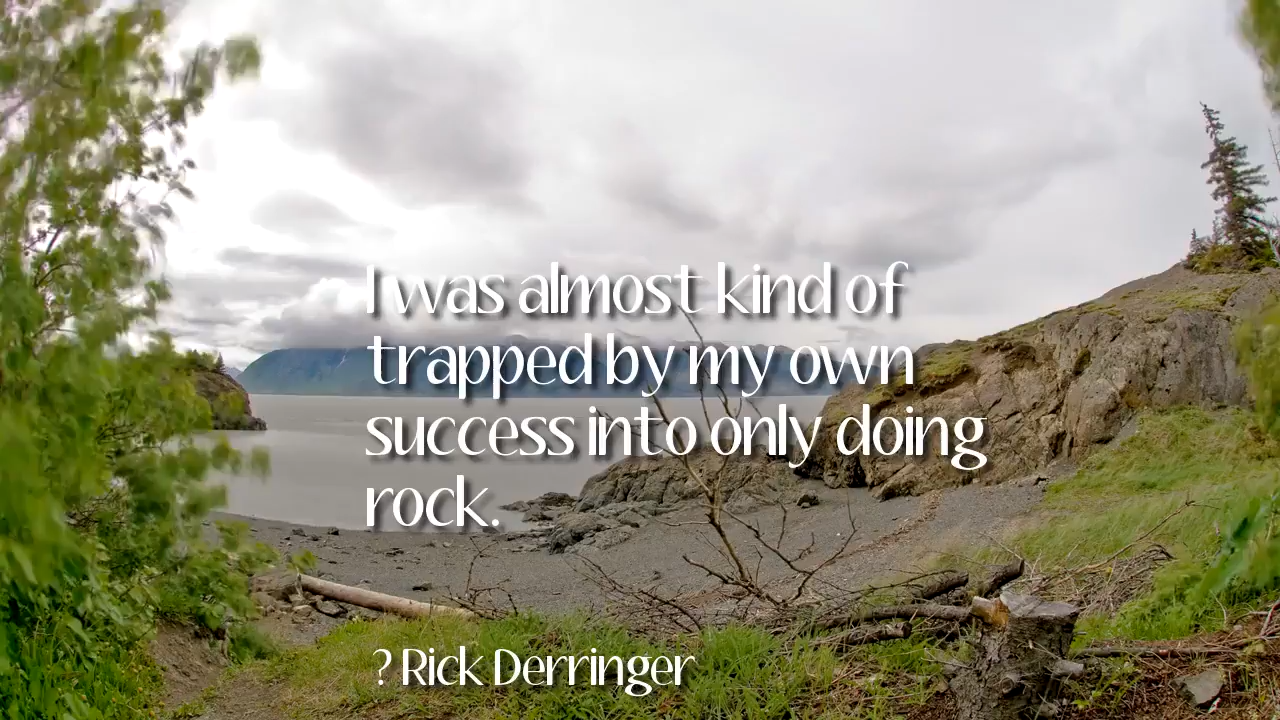 I was almost kind of
trapped by my own
success into only doing
rock.
? Rick Derringer